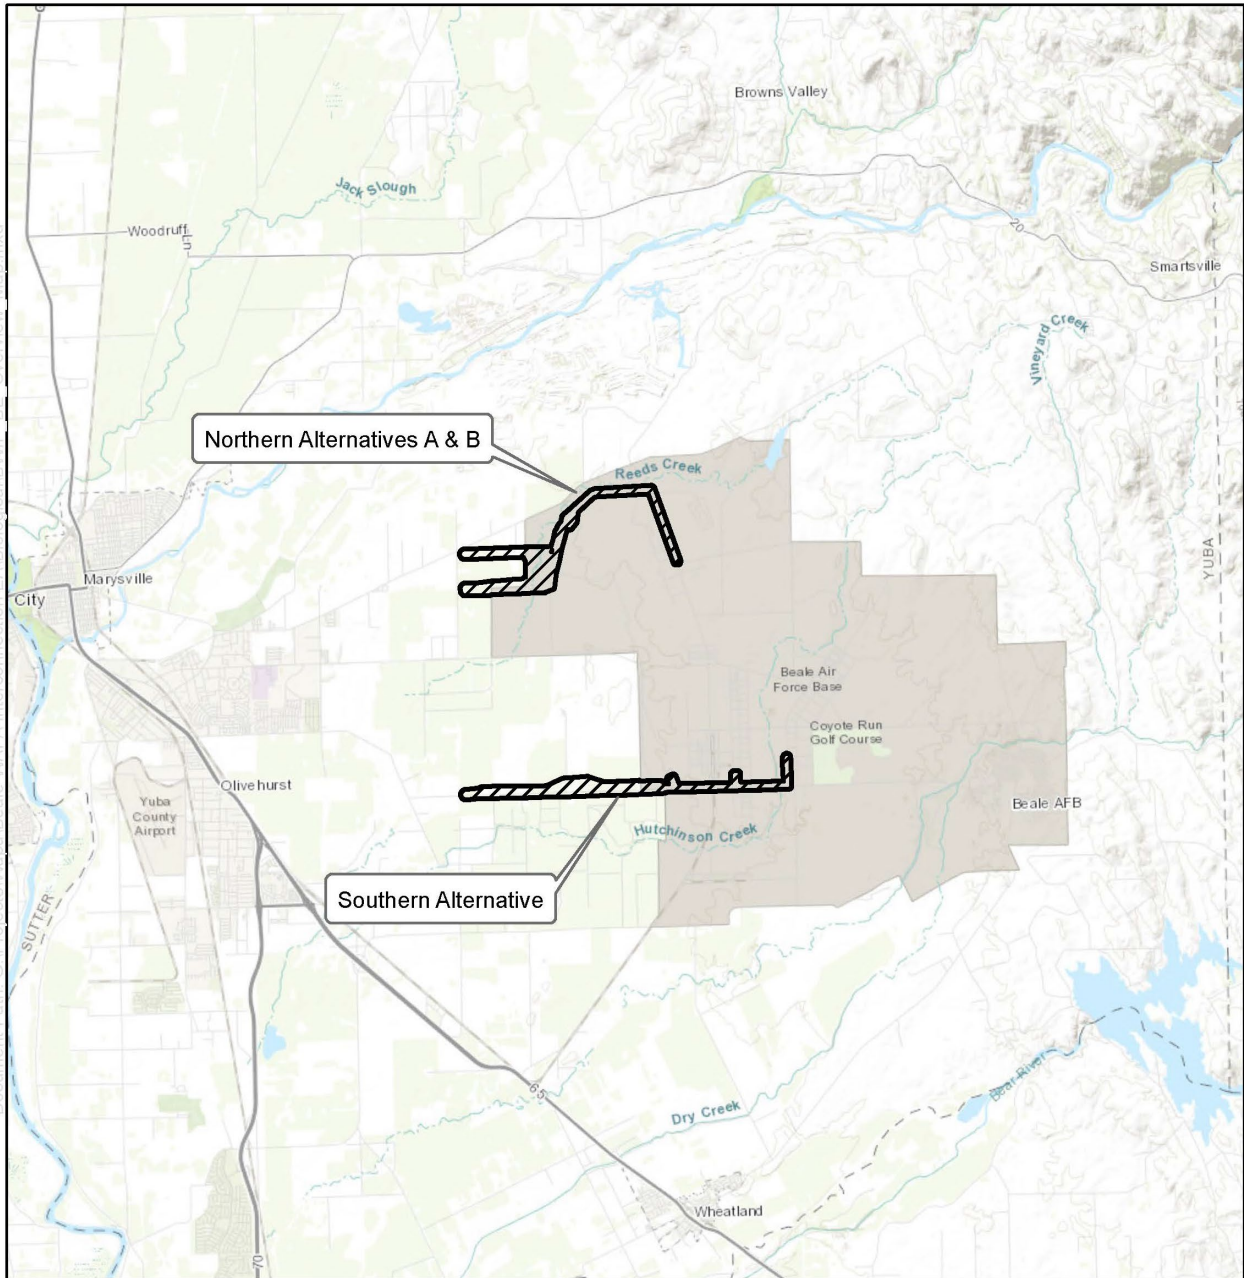 Browns Valley
Jack Slough
Woodruff
Ln
20
Smartsville
Vineyard Creek
Northern Alternatives A & B
Reeds Creek
YUBA
Marysville
City
Beale Air
Force Base
Coyote Run
Golf Course
Olivehurst
Yuba
County
Airport
Beale AFB
Hutchinson Creek
Southern Alternative
SUTTER
Bear River
65
Dry Creek
Wheatland
70